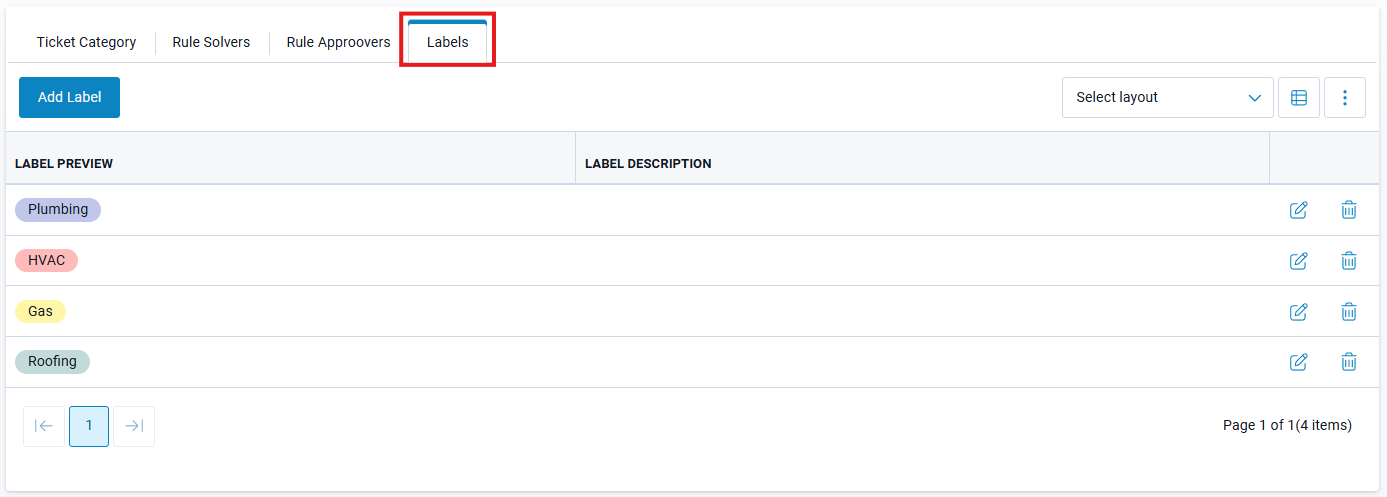 Ticket Category Rule Solvers Rule Approovers Labels
Add Label Select layout
LABEL PREVIEW LABEL DESCRIPTION
Plumbing
HVAC
Gas
Roofing
1 Page 1 of 1(4 items)